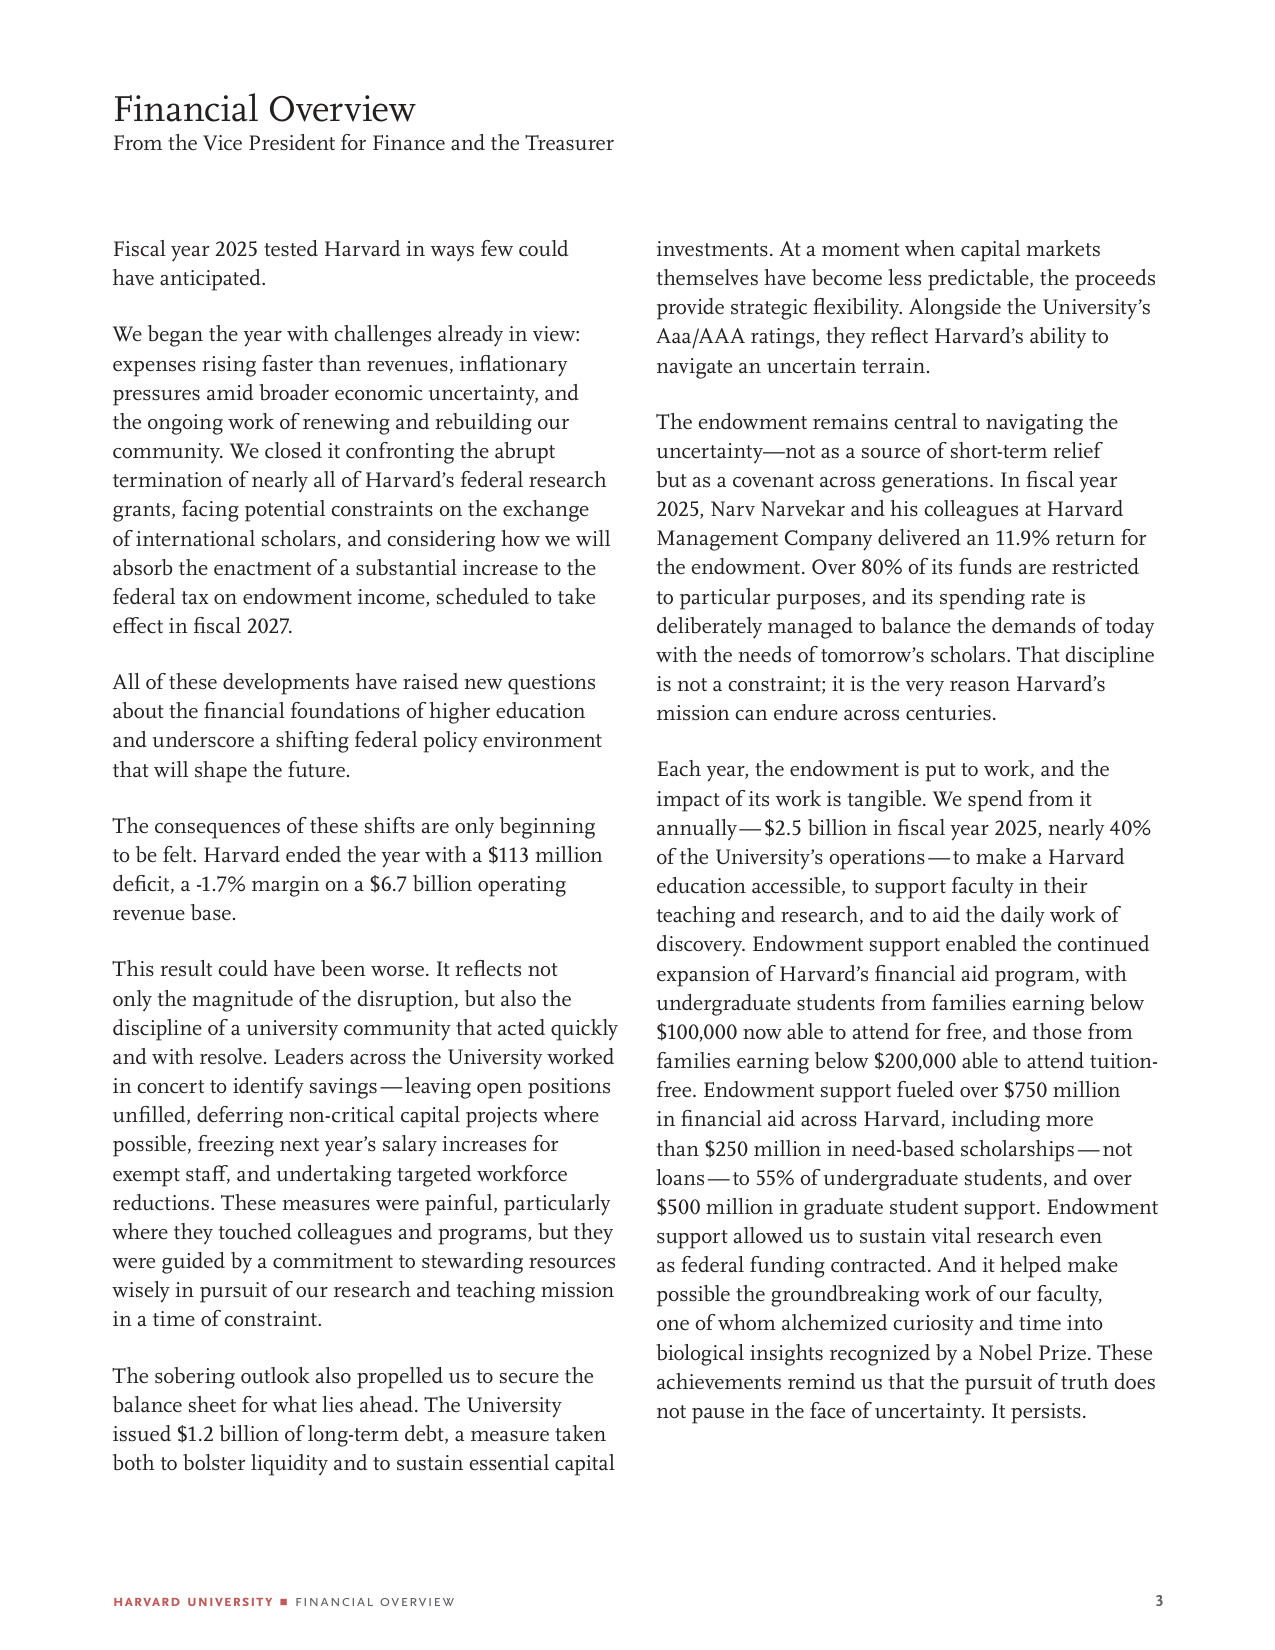 Financial Overview
From the Vice President for Finance and the Treasurer
Fiscal year 2025 tested Harvard in ways few could
have anticipated.
We began the year with challenges already in view:
expenses rising faster than revenues, inflationary
pressures amid broader economic uncertainty, and
the ongoing work of renewing and rebuilding our
community. We closed it confronting the abrupt
termination of nearly all of Harvard’s federal research
grants, facing potential constraints on the exchange
of international scholars, and considering how we will
absorb the enactment of a substantial increase to the
federal tax on endowment income, scheduled to take
effect in fiscal 2027.
All of these developments have raised new questions
about the financial foundations of higher education
and underscore a shifting federal policy environment
that will shape the future.
The consequences of these shifts are only beginning
to be felt. Harvard ended the year with a $113 million
deficit, a -1.7% margin on a $6.7 billion operating
revenue base.
This result could have been worse. It reflects not
only the magnitude of the disruption, but also the
discipline of a university community that acted quickly
and with resolve. Leaders across the University worked
in concert to identify savings — leaving open positions
unfilled, deferring non-critical capital projects where
possible, freezing next year’s salary increases for
exempt staff, and undertaking targeted workforce
reductions. These measures were painful, particularly
where they touched colleagues and programs, but they
were guided by a commitment to stewarding resources
wisely in pursuit of our research and teaching mission
in a time of constraint.
The sobering outlook also propelled us to secure the
balance sheet for what lies ahead. The University
issued $1.2 billion of long-term debt, a measure taken
both to bolster liquidity and to sustain essential capital
investments. At a moment when capital markets
themselves have become less predictable, the proceeds
provide strategic flexibility. Alongside the University’s
Aaa/AAA ratings, they reflect Harvard’s ability to
navigate an uncertain terrain.
The endowment remains central to navigating the
uncertainty—not as a source of short-term relief
but as a covenant across generations. In fiscal year
2025, Narv Narvekar and his colleagues at Harvard
Management Company delivered an 11.9% return for
the endowment. Over 80% of its funds are restricted
to particular purposes, and its spending rate is
deliberately managed to balance the demands of today
with the needs of tomorrow’s scholars. That discipline
is not a constraint; it is the very reason Harvard’s
mission can endure across centuries.
Each year, the endowment is put to work, and the
impact of its work is tangible. We spend from it
annually — $2.5 billion in fiscal year 2025, nearly 40%
of the University’s operations — to make a Harvard
education accessible, to support faculty in their
teaching and research, and to aid the daily work of
discovery. Endowment support enabled the continued
expansion of Harvard’s financial aid program, with
undergraduate students from families earning below
$100,000 now able to attend for free, and those from
families earning below $200,000 able to attend tuition-
free. Endowment support fueled over $750 million
in financial aid across Harvard, including more
than $250 million in need-based scholarships — not
loans — to 55% of undergraduate students, and over
$500 million in graduate student support. Endowment
support allowed us to sustain vital research even
as federal funding contracted. And it helped make
possible the groundbreaking work of our faculty,
one of whom alchemized curiosity and time into
biological insights recognized by a Nobel Prize. These
achievements remind us that the pursuit of truth does
not pause in the face of uncertainty. It persists.
HARVARD UNIVERSITY ■ FINANCIAL OVERVIEW
3